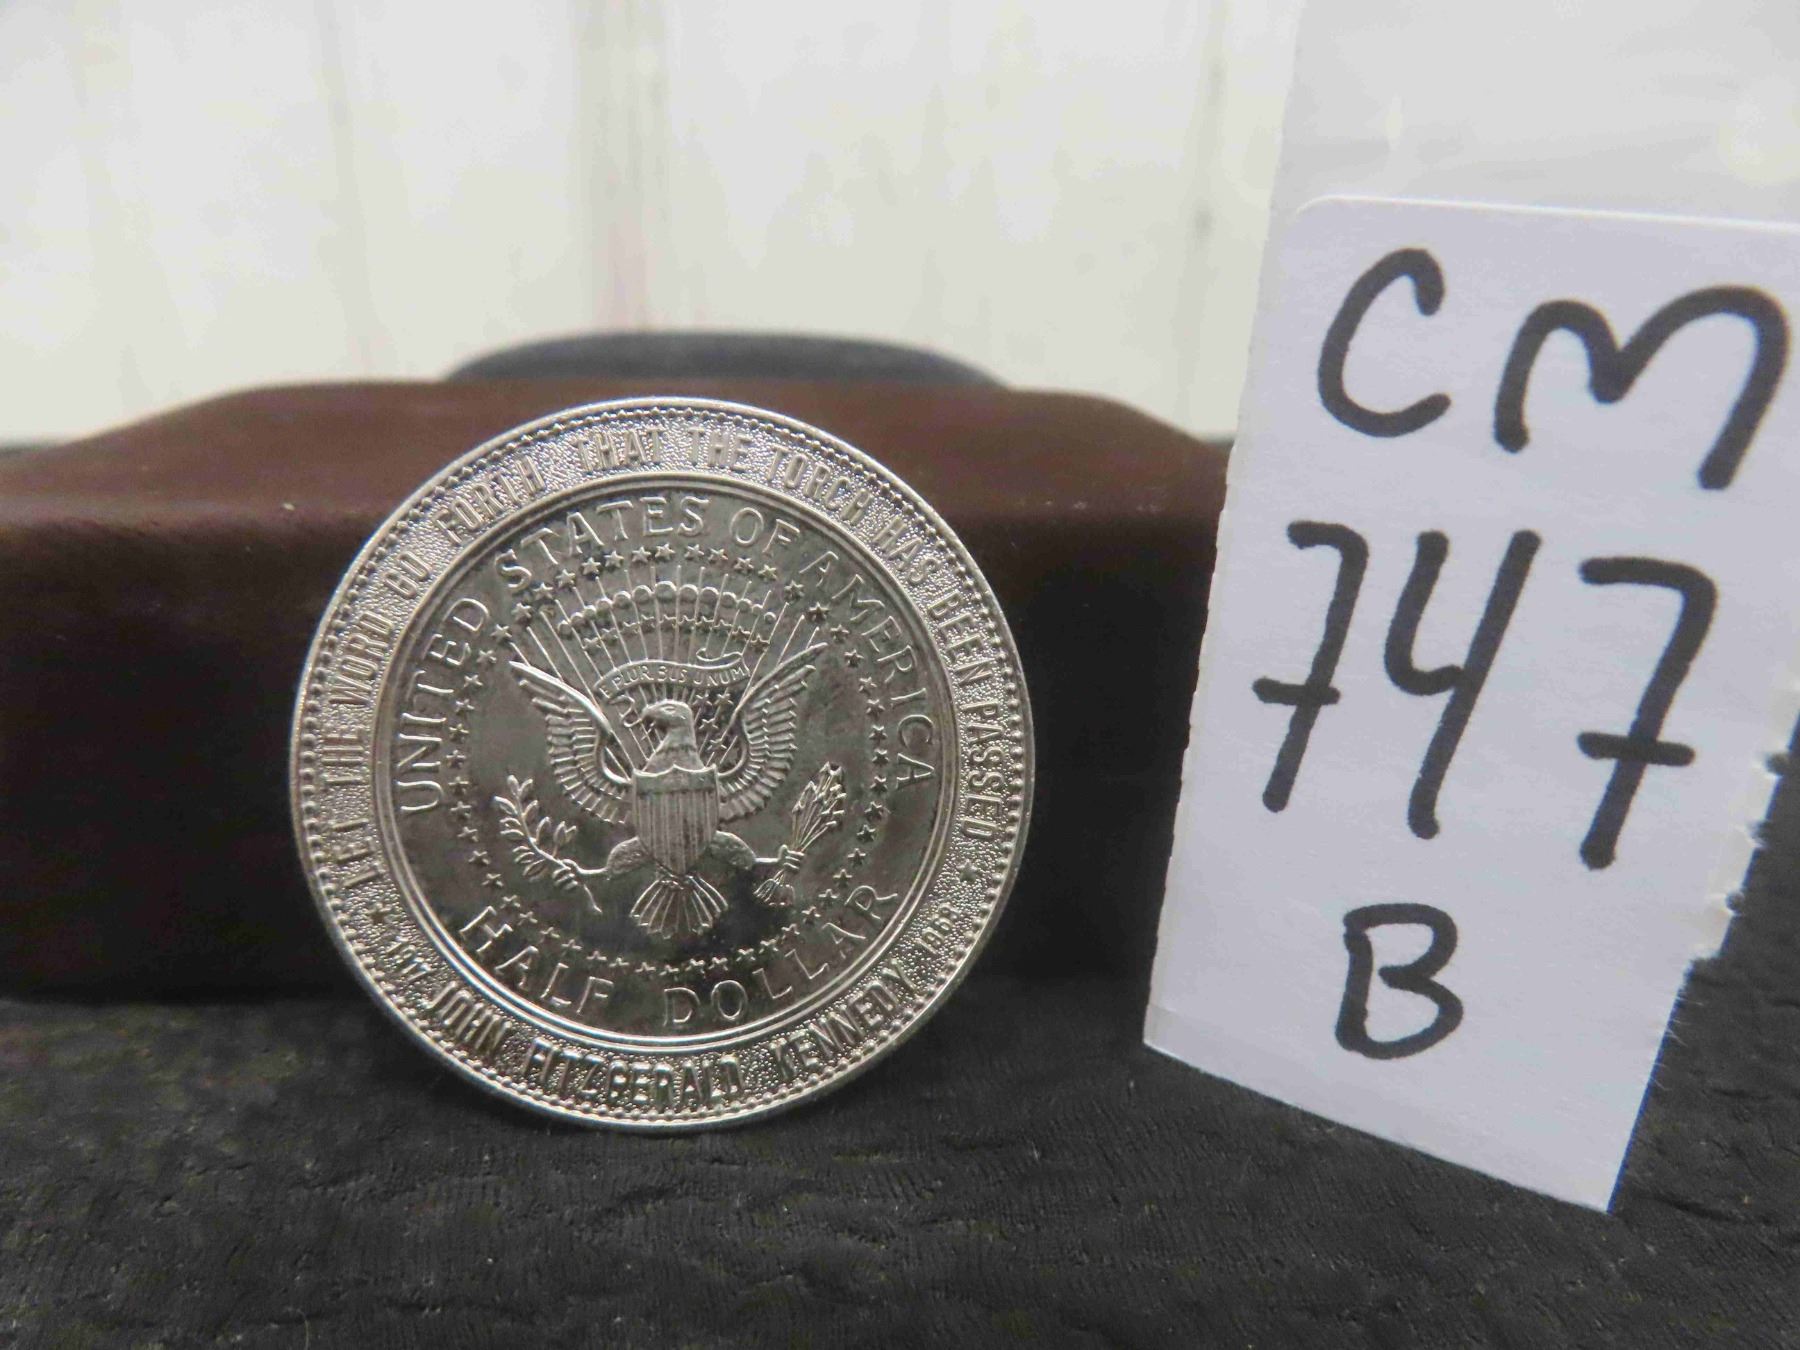 LET THE WORD GO FORTH THAT THE TORCH HAS BEEN PASSED
UNITED STATES OF AMERICA
E PLURIBUS UNUM
HALF DOLLAR
JOHN FITZGERALD KENNEDY
CM
747
B